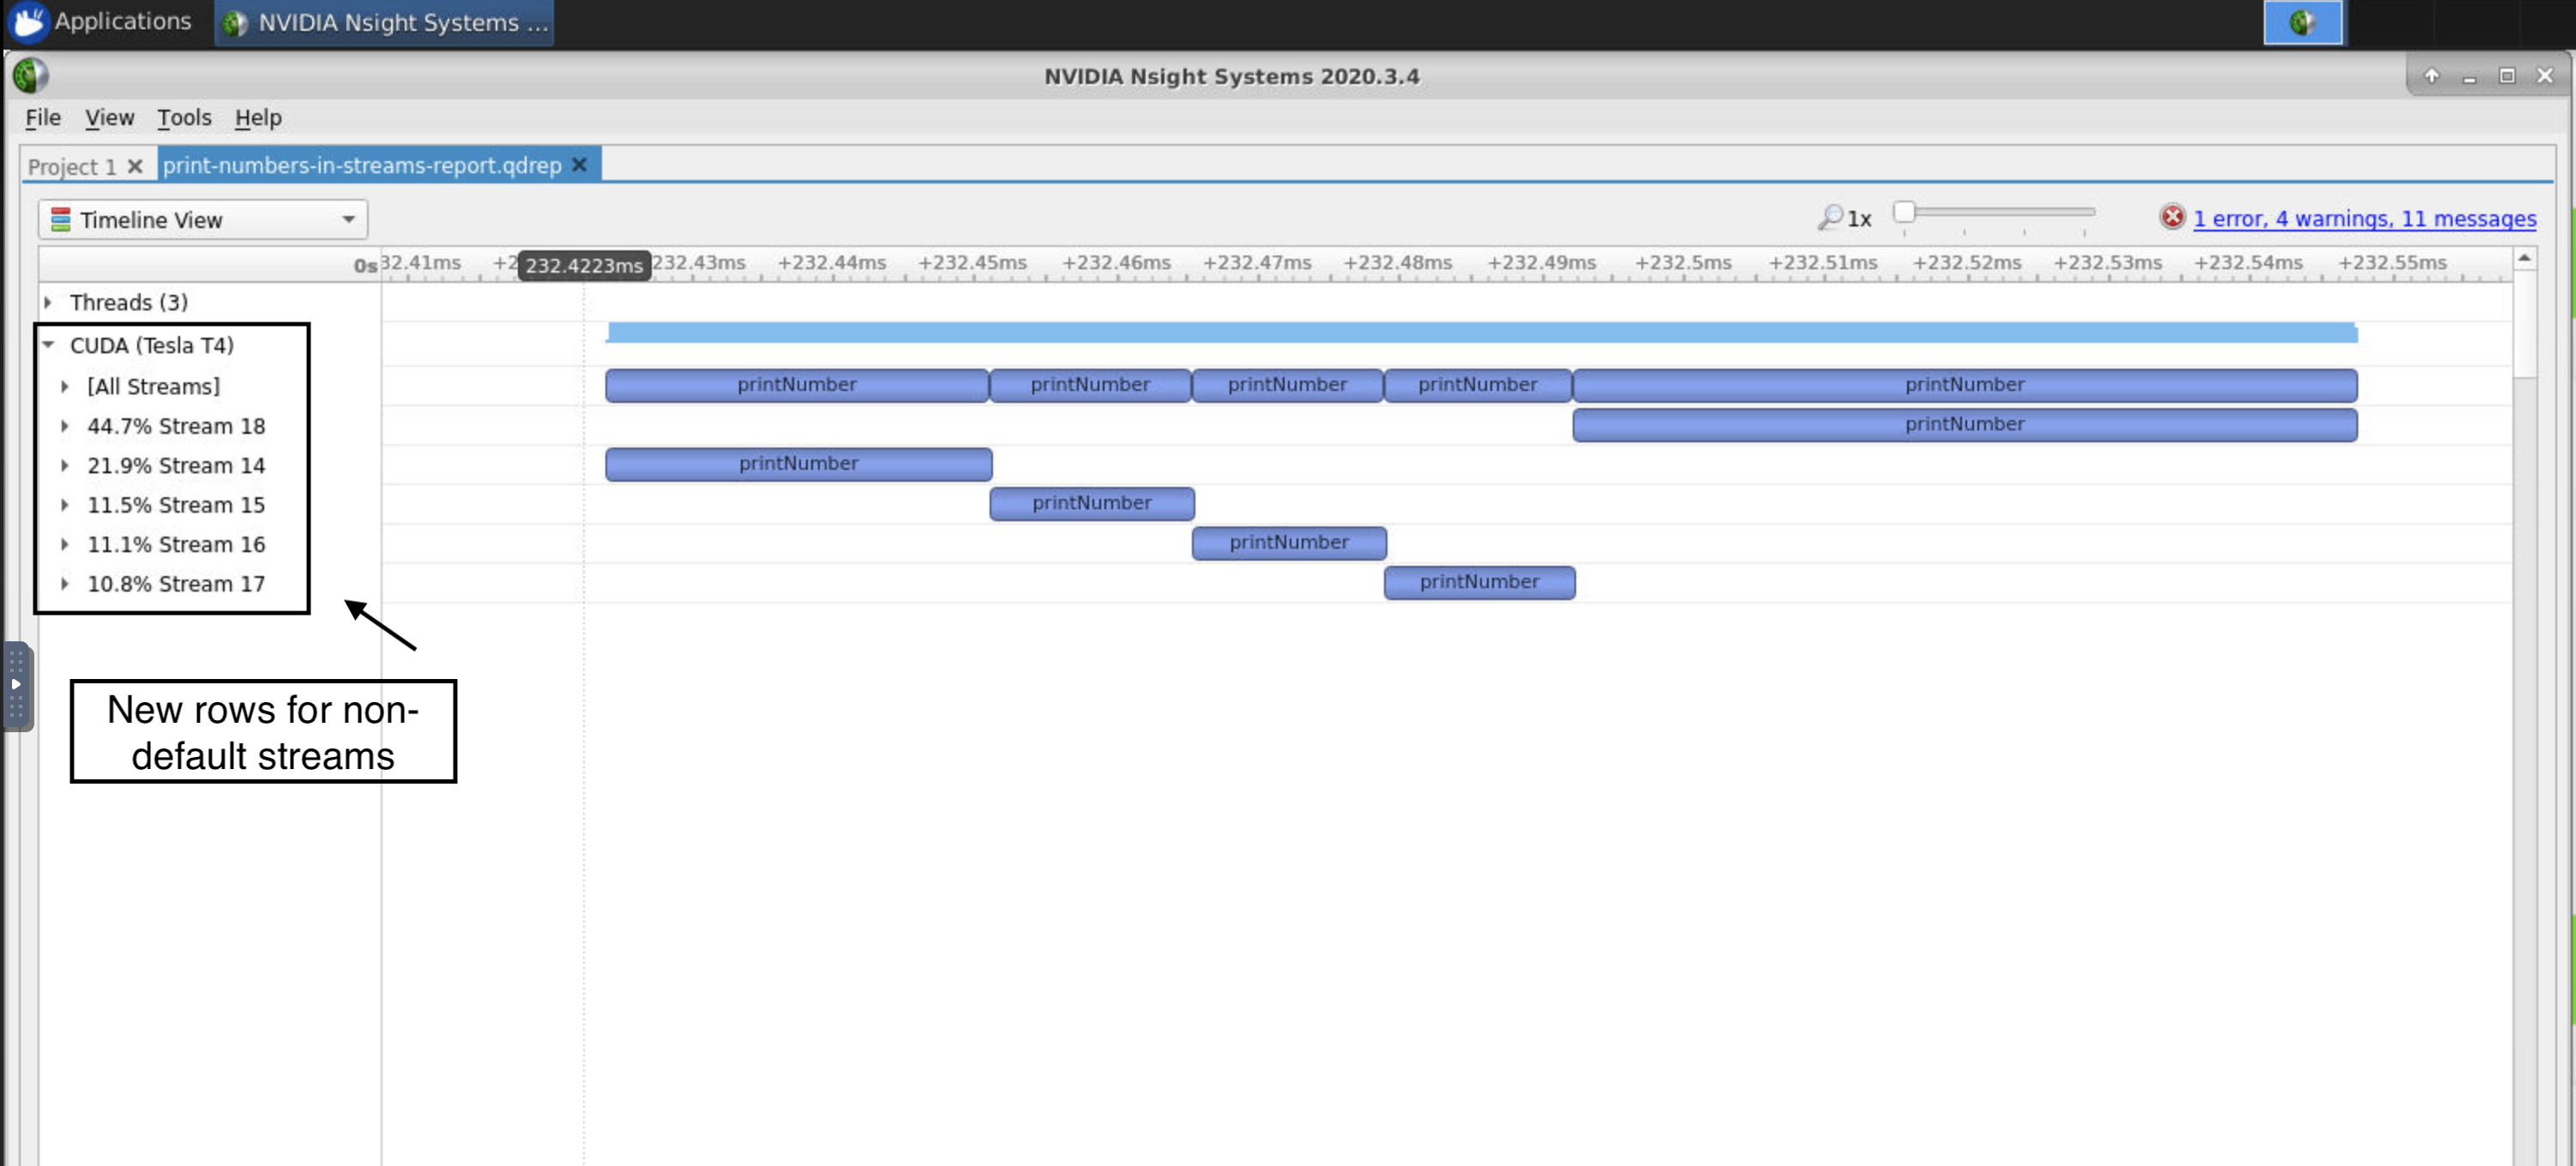 Applications
NVIDIA Nsight Systems ...
NVIDIA Nsight Systems 2020.3.4
File View Tools Help
Project 1
print-numbers-in-streams-report.qdrep
Timeline View
1x
1 error, 4 warnings, 11 messages
0s 32.41ms +2 232.4223ms 232.43ms +232.44ms +232.45ms +232.46ms +232.47ms +232.48ms +232.49ms +232.5ms +232.51ms +232.52ms +232.53ms +232.54ms +232.55ms
Threads (3)
CUDA (Tesla T4)
[All Streams] printNumber printNumber printNumber printNumber printNumber
44.7% Stream 18 printNumber
21.9% Stream 14 printNumber
11.5% Stream 15 printNumber
11.1% Stream 16 printNumber
10.8% Stream 17 printNumber
New rows for non-
default streams